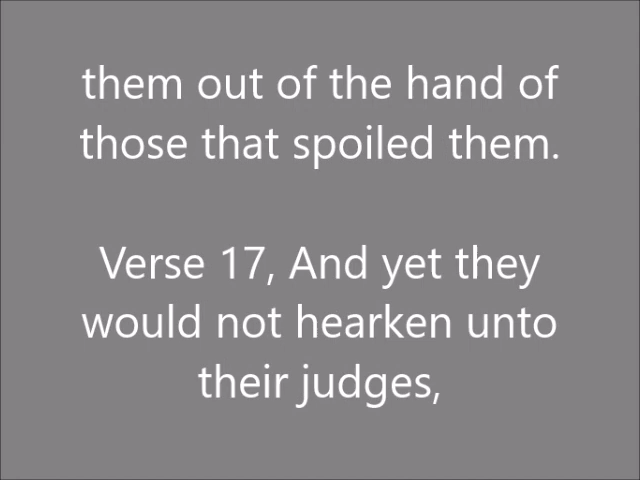 them out of the hand of
those that spoiled them.
Verse 17, And yet they
would not hearken unto
their judges,